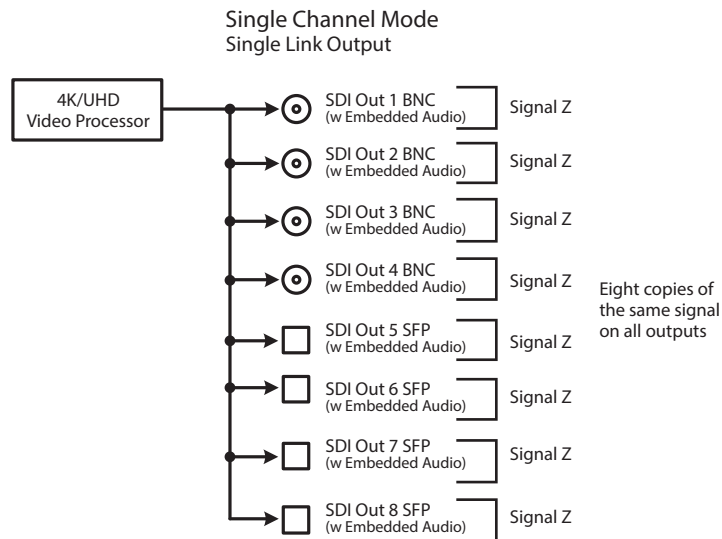 Single Channel Mode
Single Link Output
4K/UHD
Video Processor
SDI Out 1 BNC
(w Embedded Audio)
Signal Z
SDI Out 2 BNC
(w Embedded Audio)
Signal Z
SDI Out 3 BNC
(w Embedded Audio)
Signal Z
SDI Out 4 BNC
(w Embedded Audio)
Signal Z
Eight copies of
the same signal
on all outputs
SDI Out 5 SFP
(w Embedded Audio)
Signal Z
SDI Out 6 SFP
(w Embedded Audio)
Signal Z
SDI Out 7 SFP
(w Embedded Audio)
Signal Z
SDI Out 8 SFP
(w Embedded Audio)
Signal Z